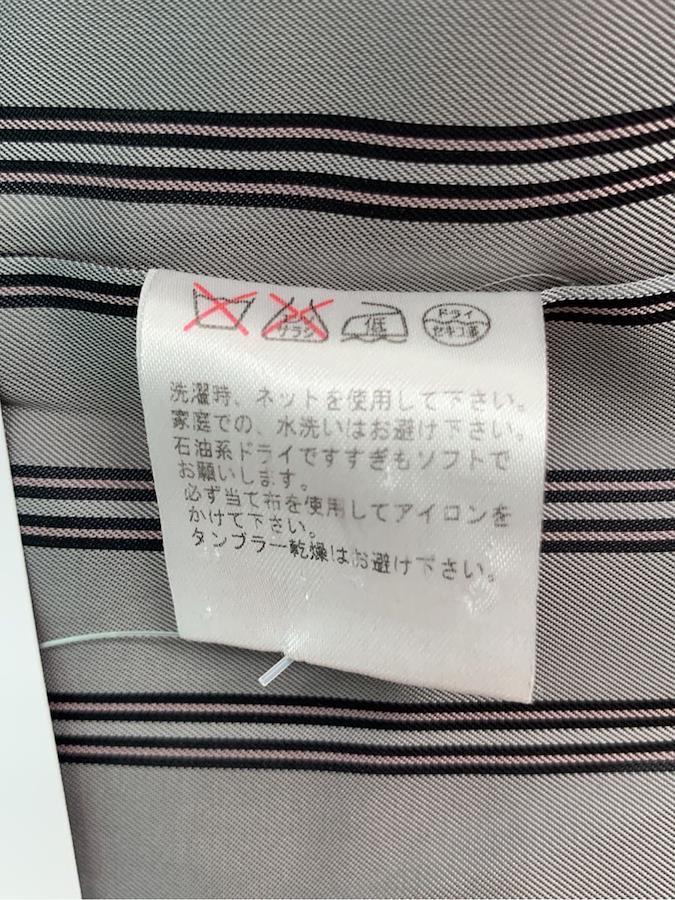 エンソ
サラシ
低
ドライ
セキユ系
洗濯時、ネットを使用して下さい。
家庭での、水洗いはお避け下さい。
石油系ドライですすぎもソフトで
お願いします。
必ず当て布を使用してアイロンを
かけて下さい。
タンブラー乾燥はお避け下さい。